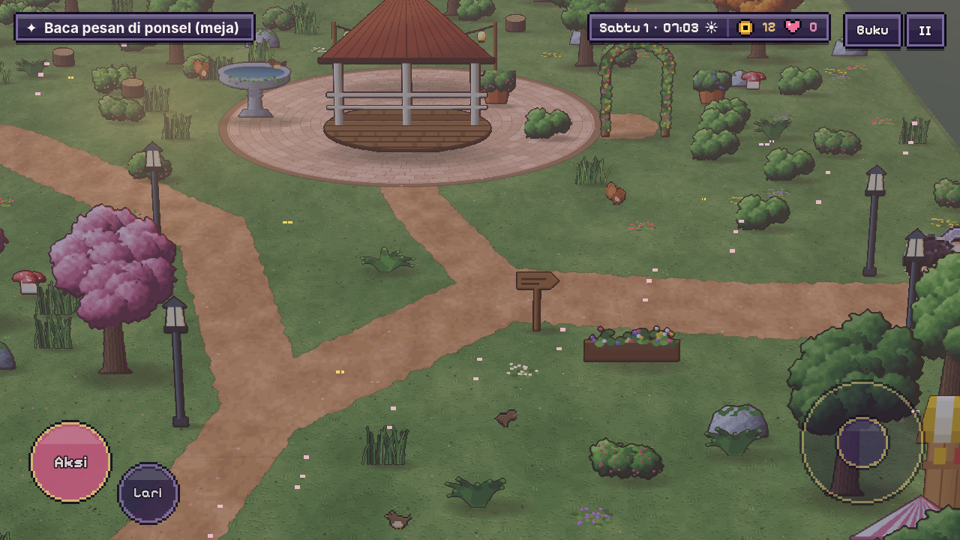 Baca pesan di ponsel (meja)
Sabtu 1 · 07:03 12 0
Buku
II
Aksi
Lari